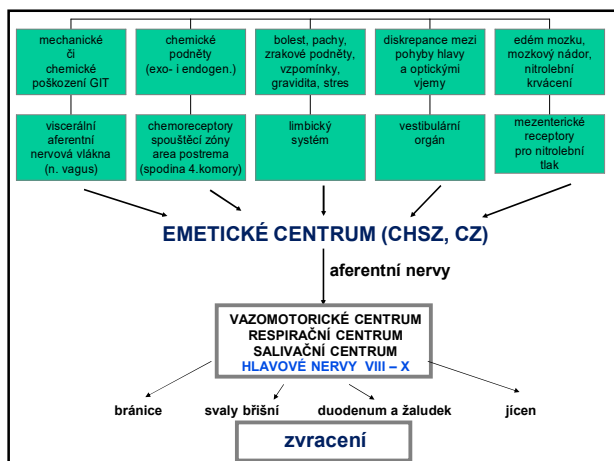 mechanické
či
chemické
poškození GIT
chemické
podněty
(exo- i endogen.)
bolest, pachy,
zrakové podněty,
vzpomínky,
gravidita, stres
diskrepance mezi
pohyby hlavy
a optickými
vjemy
edém mozku,
mozkový nádor,
nitrolební
krvácení
viscerální
aferentní
nervová vlákna
(n. vagus)
chemoreceptory
spouštěcí zóny
area postrema
(spodina 4.komory)
limbický
systém
vestibulární
orgán
mezenterické
receptory
pro nitrolební
tlak
EMETICKÉ CENTRUM (CHSZ, CZ)
aferentní nervy
VAZOMOTORICKÉ CENTRUM
RESPIRAČNÍ CENTRUM
SALIVAČNÍ CENTRUM
HLAVOVÉ NERVY VIII – X
bránice
svaly břišní
duodenum a žaludek
jícen
zvracení